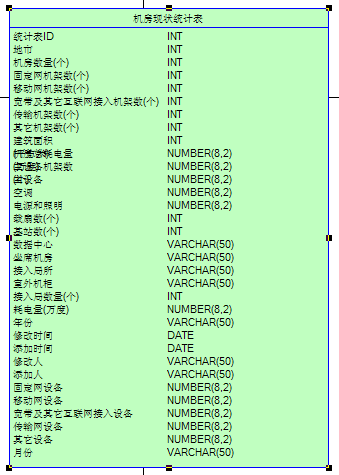 机房现状统计表
统计表ID INT
地市 INT
机房数量(个) INT
固定网机架数(个) INT
移动网机架数(个) INT
宽带及其它互联网接入机架数(个) INT
传输机架数(个) INT
其它机架数(个) INT
建筑面积 INT
耗电量 NUMBER(8,2)
机架数 NUMBER(8,2)
设备 NUMBER(8,2)
空调 NUMBER(8,2)
电源和照明 NUMBER(8,2)
载扇数(个) INT
基站数(个) INT
数据中心 VARCHAR(50)
坐席机房 VARCHAR(50)
接入局所 VARCHAR(50)
室外机柜 VARCHAR(50)
接入局数量(个) INT
耗电量(万度) NUMBER(8,2)
年份 VARCHAR(50)
修改时间 DATE
添加时间 DATE
修改人 VARCHAR(50)
添加人 VARCHAR(50)
固定网设备 NUMBER(8,2)
移动网设备 NUMBER(8,2)
宽带及其它互联网接入设备 NUMBER(8,2)
传输网设备 NUMBER(8,2)
其它设备 NUMBER(8,2)
月份 VARCHAR(50)